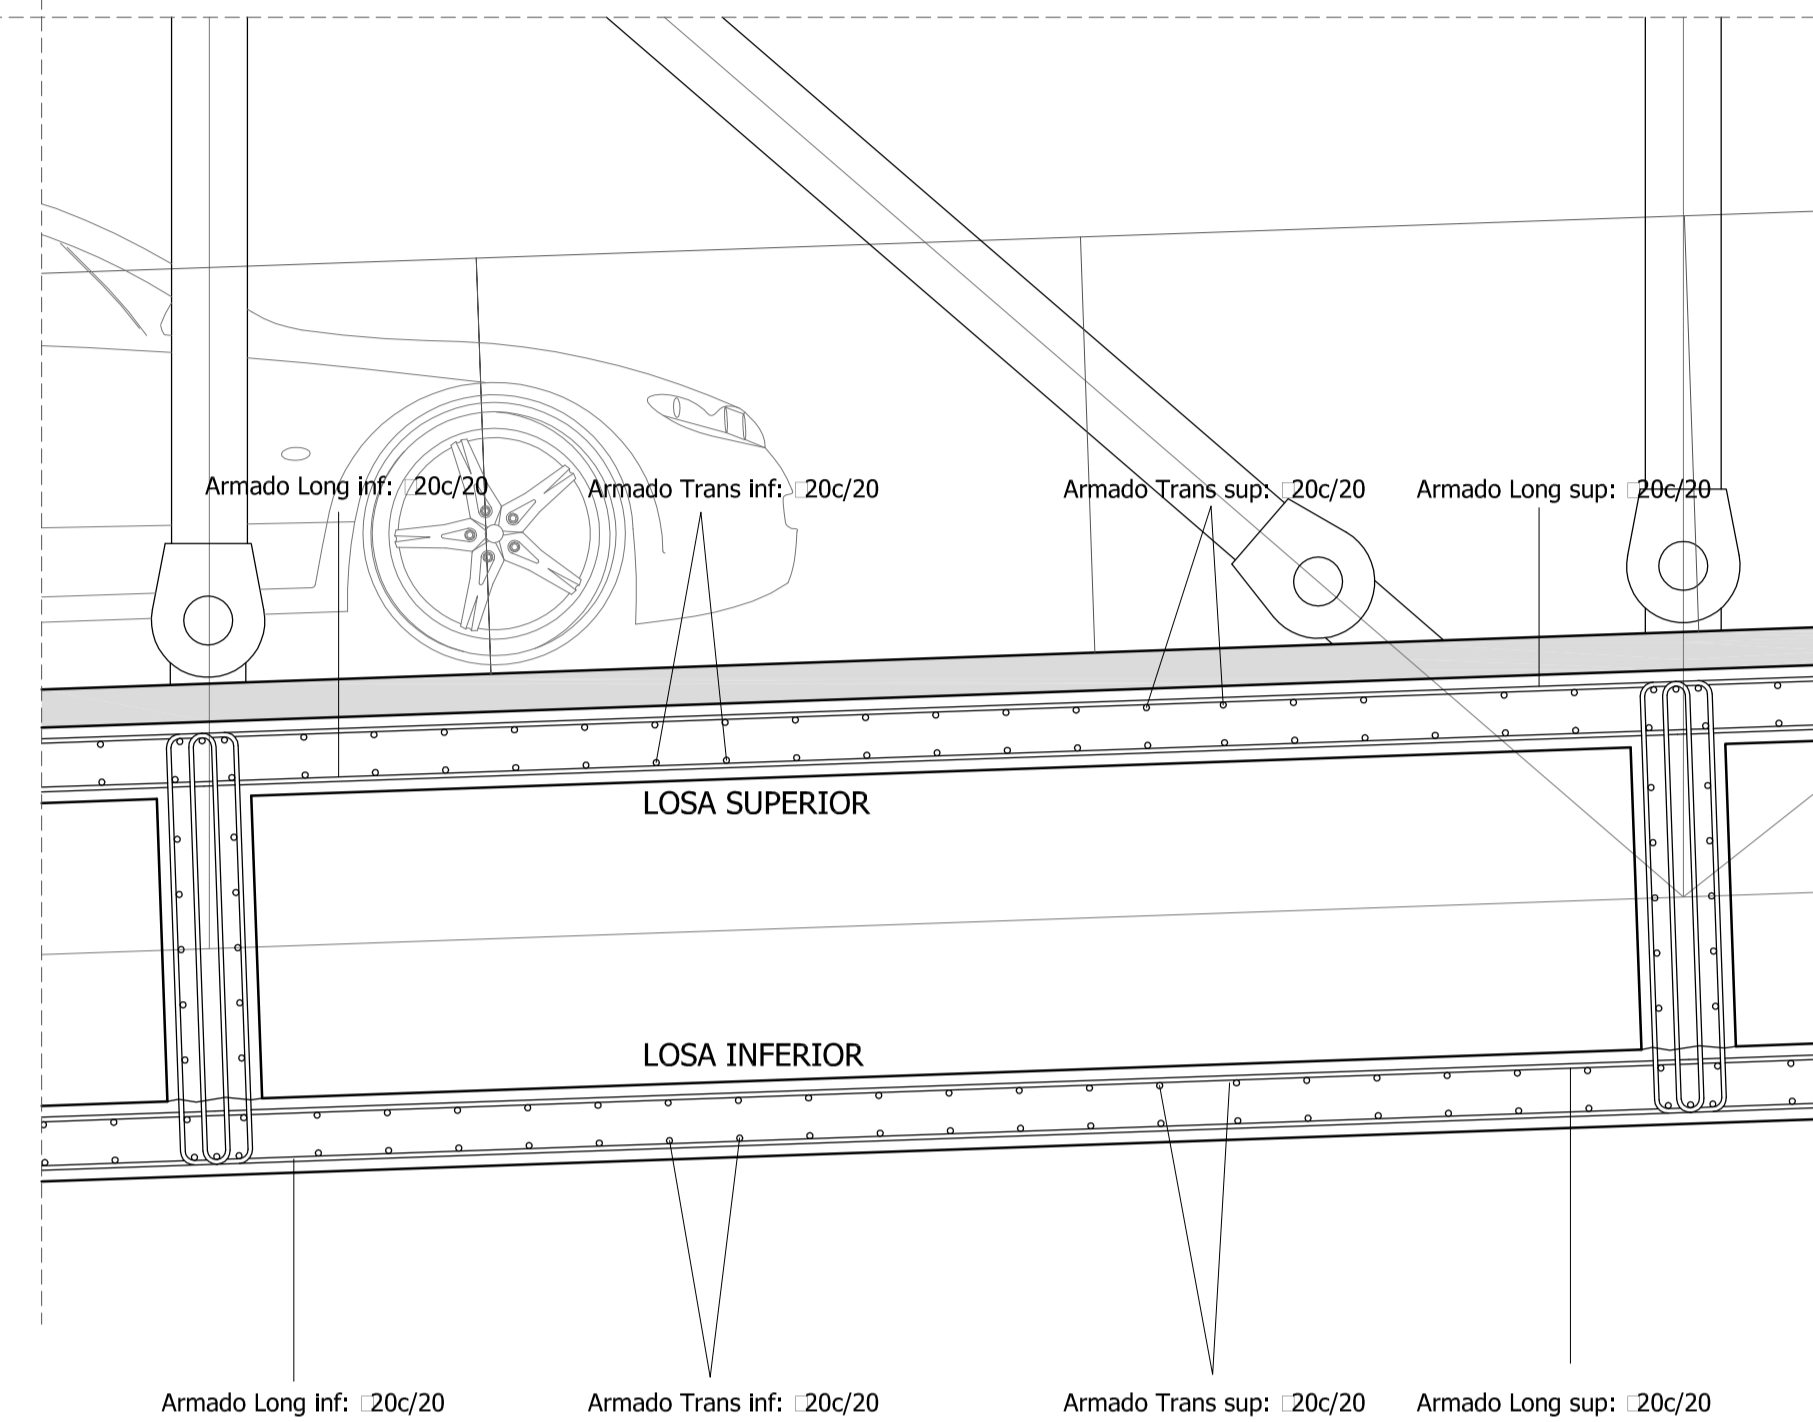 Armado Long inf: □20c/20
Armado Trans inf: □20c/20
Armado Trans sup: □20c/20
Armado Long sup: □20c/20
LOSA SUPERIOR
LOSA INFERIOR
Armado Long inf: □20c/20
Armado Trans inf: □20c/20
Armado Trans sup: □20c/20
Armado Long sup: □20c/20